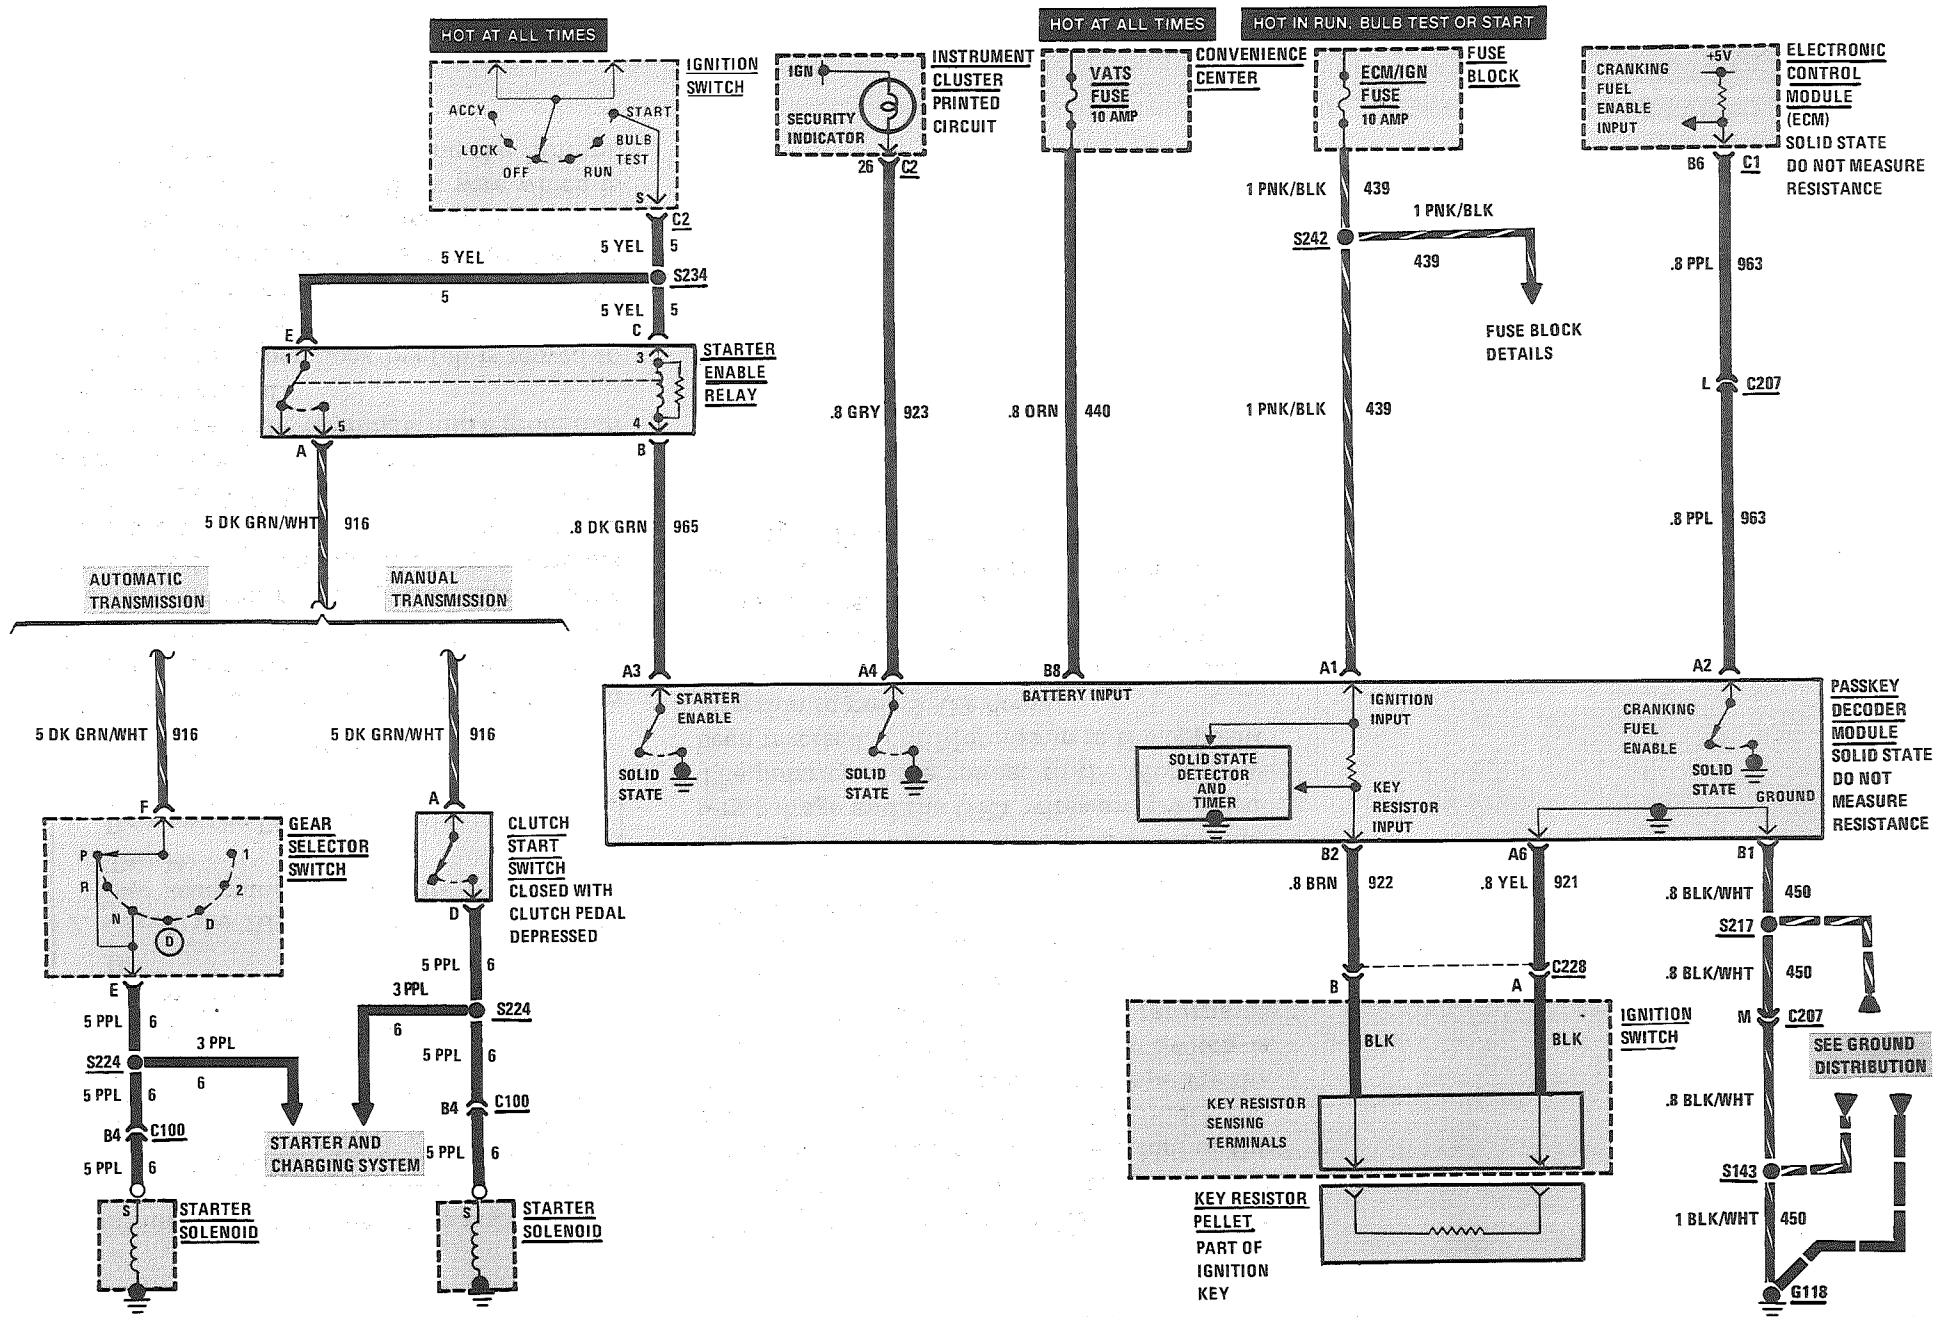 HOT AT ALL TIMES
HOT AT ALL TIMES
HOT IN RUN, BULB TEST OR START
IGNITION
SWITCH
ACCY
LOCK
OFF
RUN
BULB
TEST
START
S
C2
IGN
SECURITY
INDICATOR
INSTRUMENT
CLUSTER
PRINTED
CIRCUIT
26
C2
VATS
FUSE
10 AMP
CONVENIENCE
CENTER
ECM/IGN
FUSE
10 AMP
FUSE
BLOCK
CRANKING
FUEL
ENABLE
INPUT
+5V
ELECTRONIC
CONTROL
MODULE
(ECM)
SOLID STATE
DO NOT MEASURE
RESISTANCE
B6
C1
5 YEL
5
S234
5 YEL
5
5 YEL
5
1 PNK/BLK
439
S242
1 PNK/BLK
439
FUSE BLOCK
DETAILS
.8 PPL
963
L
C207
E
C
1
3
5
4
A
B
STARTER
ENABLE
RELAY
.8 GRY
923
.8 ORN
440
1 PNK/BLK
439
5 DK GRN/WHT
916
.8 DK GRN
965
.8 PPL
963
AUTOMATIC
TRANSMISSION
MANUAL
TRANSMISSION
A3
A4
B8
A1
A2
STARTER
ENABLE
SOLID
STATE
SOLID
STATE
BATTERY INPUT
IGNITION
INPUT
SOLID STATE
DETECTOR
AND
TIMER
KEY
RESISTOR
INPUT
CRANKING
FUEL
ENABLE
SOLID
STATE
GROUND
PASSKEY
DECODER
MODULE
SOLID STATE
DO NOT
MEASURE
RESISTANCE
5 DK GRN/WHT
916
5 DK GRN/WHT
916
F
A
P
R
N
D
D
2
1
GEAR
SELECTOR
SWITCH
CLUTCH
START
SWITCH
CLOSED WITH
CLUTCH PEDAL
DEPRESSED
D
E
B2
A6
B1
.8 BRN
922
.8 YEL
921
.8 BLK/WHT
450
S217
.8 BLK/WHT
450
M
C207
SEE GROUND
DISTRIBUTION
.8 BLK/WHT
S143
1 BLK/WHT
450
G118
C228
B
A
BLK
BLK
IGNITION
SWITCH
KEY RESISTOR
SENSING
TERMINALS
KEY RESISTOR
PELLET
PART OF
IGNITION
KEY
5 PPL
6
3 PPL
6
S224
5 PPL
6
B4
C100
5 PPL
6
S
STARTER
SOLENOID
5 PPL
6
S224
3 PPL
6
5 PPL
6
B4
C100
5 PPL
6
STARTER AND
CHARGING SYSTEM
S
STARTER
SOLENOID